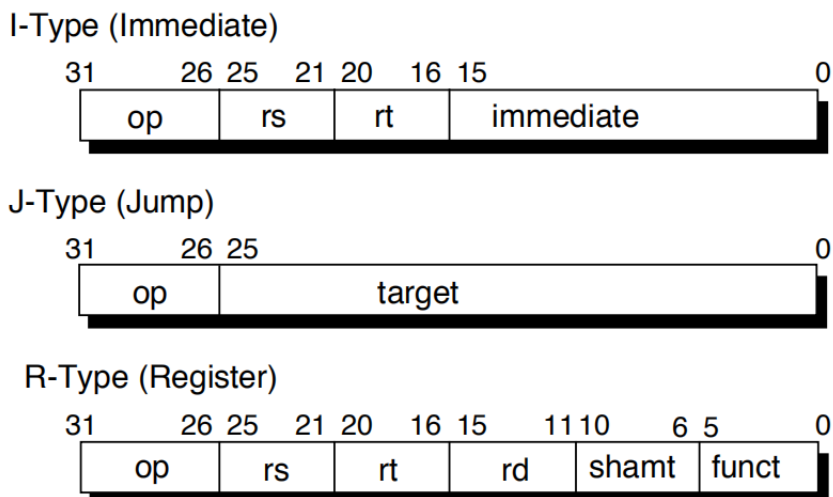 I-Type (Immediate)
31 26 25 21 20 16 15 0
op rs rt immediate
J-Type (Jump)
31 26 25 0
op target
R-Type (Register)
31 26 25 21 20 16 15 11 10 6 5 0
op rs rt rd shamt funct